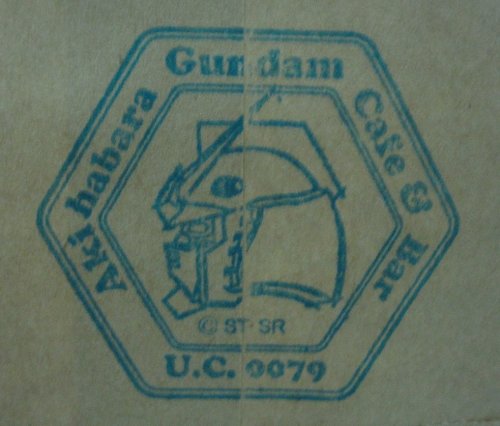 Akihabara Gundam Cafe & Bar
© ST·SR
U.C. 0079